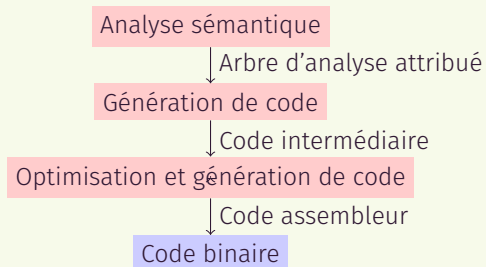 Analyse sémantique
Arbre d'analyse attribué
Génération de code
Code intermédiaire
Optimisation et génération de code
Code assembleur
Code binaire